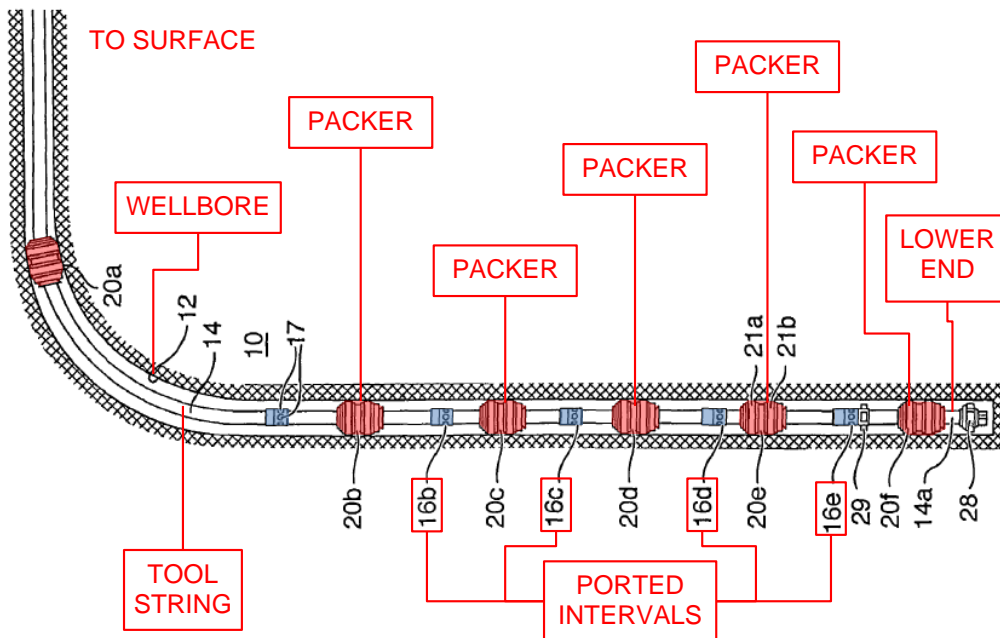 TO SURFACE
PACKER
PACKER
PACKER
PACKER
WELLBORE
LOWER
END
PACKER
20a
12
14
10
17
21a
21b
20b
16b
20c
16c
20d
16d
20e
16e
29
20f
14a
28
TOOL
STRING
PORTED
INTERVALS